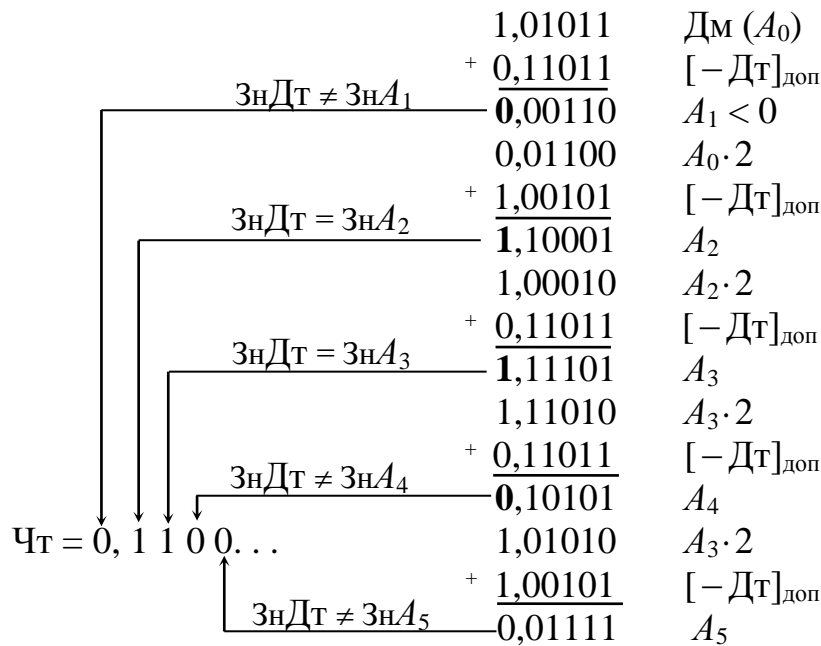 1,01011 Дм (A₀)
+ 0,11011 [ – Дт]доп
ЗнДт ≠ ЗнA₁ 0,00110 A₁ < 0
0,01100 A₀·2
+ 1,00101 [ – Дт]доп
ЗнДт = ЗнA₂ 1,10001 A₂
1,00010 A₂·2
+ 0,11011 [ – Дт]доп
ЗнДт = ЗнA₃ 1,11101 A₃
1,11010 A₃·2
+ 0,11011 [ – Дт]доп
ЗнДт ≠ ЗнA₄ 0,10101 A₄
Чт = 0, 1 1 0 0. . . 1,01010 A₃·2
+ 1,00101 [ – Дт]доп
ЗнДт ≠ ЗнA₅ 0,01111 A₅